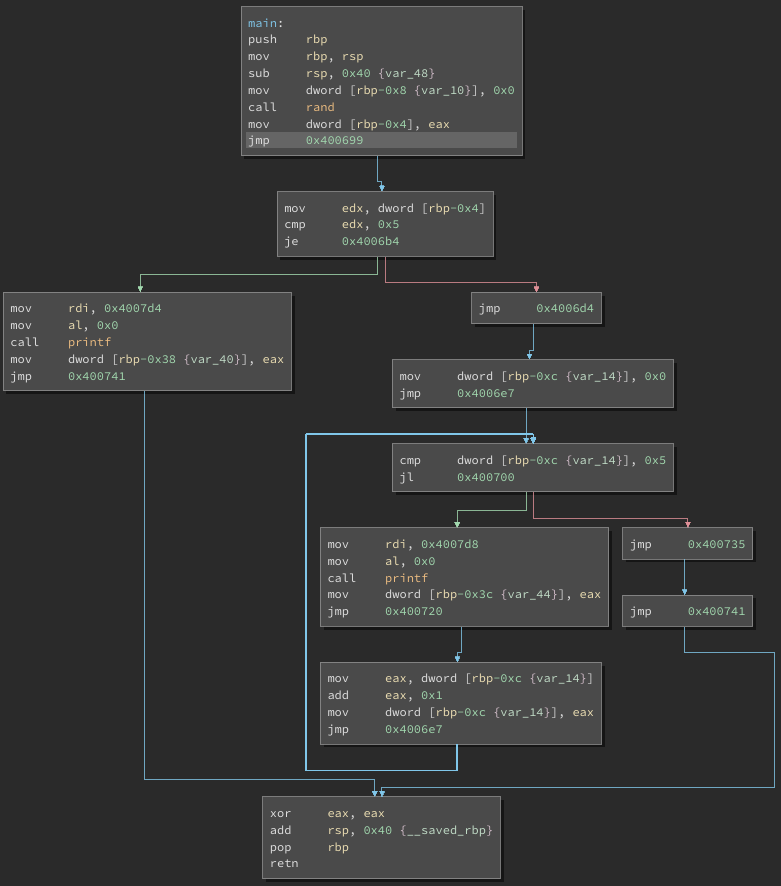 main:
push rbp
mov rbp, rsp
sub rsp, 0x40 {var_48}
mov dword [rbp-0x8 {var_10}], 0x0
call rand
mov dword [rbp-0x4], eax
jmp 0x400699
mov edx, dword [rbp-0x4]
cmp edx, 0x5
je 0x4006b4
mov rdi, 0x4007d4
mov al, 0x0
call printf
mov dword [rbp-0x38 {var_40}], eax
jmp 0x400741
jmp 0x4006d4
mov dword [rbp-0xc {var_14}], 0x0
jmp 0x4006e7
cmp dword [rbp-0xc {var_14}], 0x5
jl 0x400700
mov rdi, 0x4007d8
mov al, 0x0
call printf
mov dword [rbp-0x3c {var_44}], eax
jmp 0x400720
jmp 0x400735
jmp 0x400741
mov eax, dword [rbp-0xc {var_14}]
add eax, 0x1
mov dword [rbp-0xc {var_14}], eax
jmp 0x4006e7
xor eax, eax
add rsp, 0x40 {__saved_rbp}
pop rbp
retn